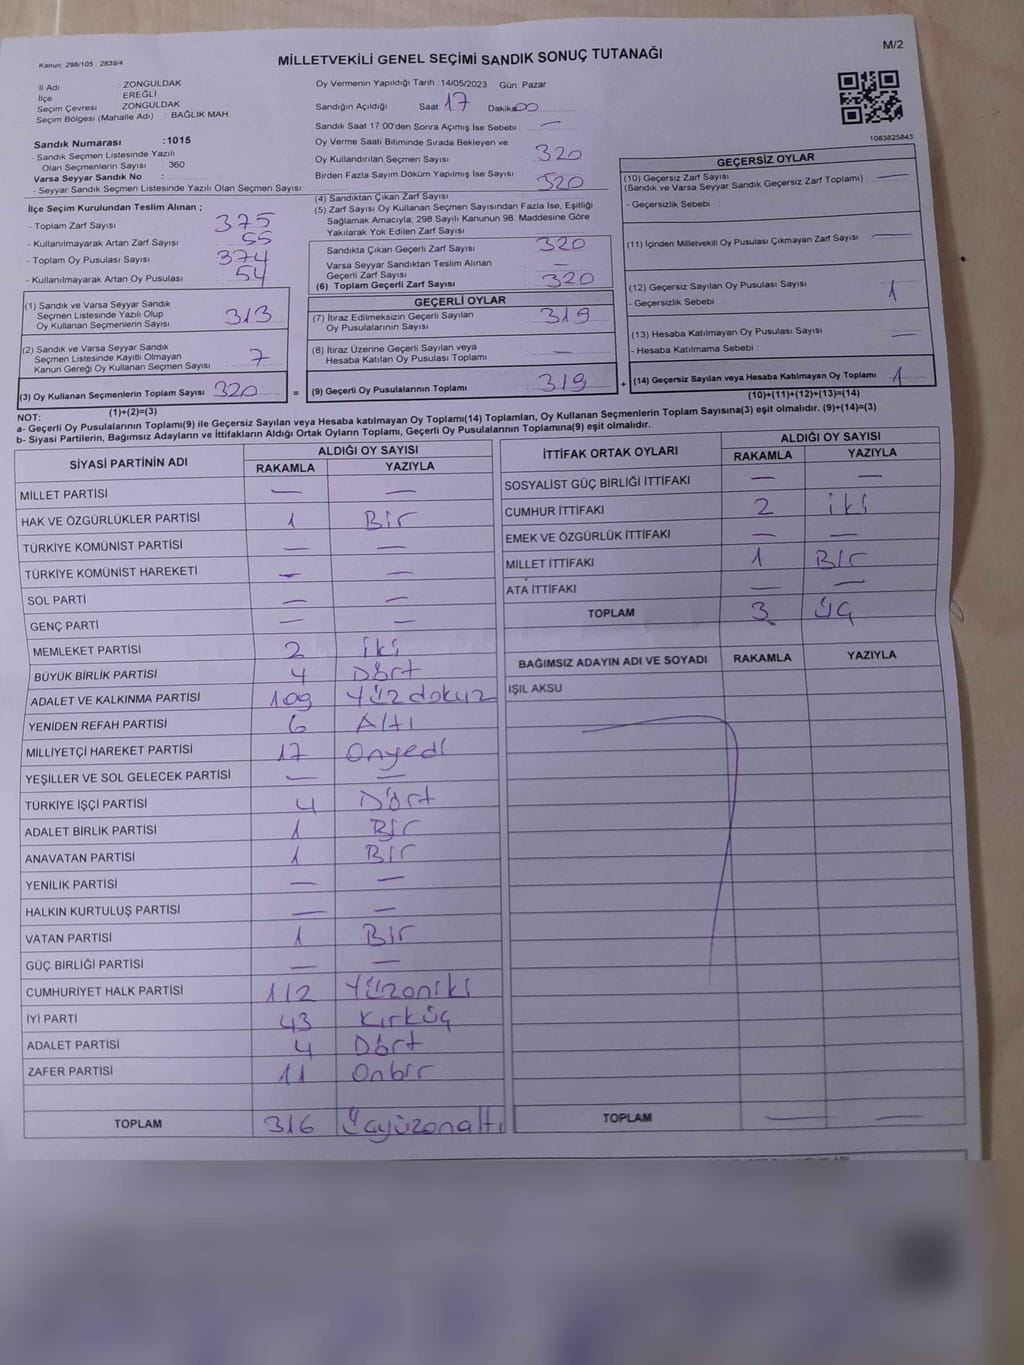 M/2
Kanun: 298/105 , 2839/4
MİLLETVEKİLİ GENEL SEÇİMİ SANDIK SONUÇ TUTANAĞI
İl Adı : ZONGULDAK
İlçe : EREĞLİ
Seçim Çevresi : ZONGULDAK
Seçim Bölgesi (Mahalle Adı) : BAĞLIK MAH.
Sandık Numarası :1015
- Sandık Seçmen Listesinde Yazılı
Olan Seçmenlerin Sayısı : 360
Varsa Seyyar Sandık No :
- Seyyar Sandık Seçmen Listesinde Yazılı Olan Seçmen Sayısı:
İlçe Seçim Kurulundan Teslim Alınan ;
- Toplam Zarf Sayısı : 375
- Kullanılmayarak Artan Zarf Sayısı : 55
- Toplam Oy Pusulası Sayısı : 374
- Kullanılmayarak Artan Oy Pusulası : 54
(1) Sandık ve Varsa Seyyar Sandık
Seçmen Listesinde Yazılı Olup
Oy Kullanan Seçmenlerin Sayısı : 313
(2) Sandık ve Varsa Seyyar Sandık
Seçmen Listesinde Kayıtlı Olmayan
Kanun Gereği Oy Kullanan Seçmen Sayısı : 7
(3) Oy Kullanan Seçmenlerin Toplam Sayısı : 320
(1)+(2)=(3)
Oy Vermenin Yapıldığı Tarih :14/05/2023 Gün: Pazar
Sandığın Açıldığı Saat: 17 Dakika: 00
Sandık Saat 17:00'den Sonra Açımış İse Sebebi : —
Oy Verme Saati Bitiminde Sırada Bekleyen ve
Oy Kullandırılan Seçmen Sayısı : 320
Birden Fazla Sayım Döküm Yapılmış İse Sayısı :
(4) Sandıktan Çıkan Zarf Sayısı : 320
(5) Zarf Sayısı Oy Kullanan Seçmen Sayısından Fazla İse, Eşitliği
Sağlamak Amacıyla; 298 Sayılı Kanunun 98. Maddesine Göre
Yakılarak Yok Edilen Zarf Sayısı :
Sandıkta Çıkan Geçerli Zarf Sayısı : 320
Varsa Seyyar Sandıktan Teslim Alınan
Geçerli Zarf Sayısı : —
(6) Toplam Geçerli Zarf Sayısı : 320
GEÇERLİ OYLAR
(7) İtiraz Edilmeksizin Geçerli Sayılan
Oy Pusulalarının Sayısı : 319
(8) İtiraz Üzerine Geçerli Sayılan veya
Hesaba Katılan Oy Pusulası Toplamı : —
= (9) Geçerli Oy Pusulalarının Toplamı : 319
1083825843
GEÇERSİZ OYLAR
(10) Geçersiz Zarf Sayısı : —
(Sandık ve Varsa Seyyar Sandık Geçersiz Zarf Toplamı)
- Geçersizlik Sebebi :
(11) İçinden Milletvekili Oy Pusulası Çıkmayan Zarf Sayısı : —
(12) Geçersiz Sayılan Oy Pusulası Sayısı : 1
- Geçersizlik Sebebi :
(13) Hesaba Katılmayan Oy Pusulası Sayısı : —
- Hesaba Katılmama Sebebi :
+ (14) Geçersiz Sayılan veya Hesaba Katılmayan Oy Toplamı : 1
(10)+(11)+(12)+(13)=(14)
NOT:
a- Geçerli Oy Pusulalarının Toplamı(9) ile Geçersiz Sayılan veya Hesaba katılmayan Oy Toplamı(14) Toplamları, Oy Kullanan Seçmenlerin Toplam Sayısına(3) eşit olmalıdır. (9)+(14)=(3)
b- Siyasi Partilerin, Bağımsız Adayların ve İttifakların Aldığı Ortak Oyların Toplamı, Geçerli Oy Pusulalarının Toplamına(9) eşit olmalıdır.
SİYASİ PARTİNİN ADI ALDIĞI OY SAYISI
RAKAMLA YAZIYLA
MİLLET PARTİSİ — —
HAK VE ÖZGÜRLÜKLER PARTİSİ 1 Bir
TÜRKİYE KOMÜNİST PARTİSİ — —
TÜRKİYE KOMÜNİST HAREKETİ — —
SOL PARTİ — —
GENÇ PARTİ — —
MEMLEKET PARTİSİ 2 iki
BÜYÜK BİRLİK PARTİSİ 4 Dört
ADALET VE KALKINMA PARTİSİ 109 Yüzdokuz
YENİDEN REFAH PARTİSİ 6 Altı
MİLLİYETÇİ HAREKET PARTİSİ 17 Onyedi
YEŞİLLER VE SOL GELECEK PARTİSİ — —
TÜRKİYE İŞÇİ PARTİSİ 4 Dört
ADALET BİRLİK PARTİSİ 1 Bir
ANAVATAN PARTİSİ 1 Bir
YENİLİK PARTİSİ — —
HALKIN KURTULUŞ PARTİSİ — —
VATAN PARTİSİ 1 Bir
GÜÇ BİRLİĞİ PARTİSİ — —
CUMHURİYET HALK PARTİSİ 112 Yüzoniki
İYİ PARTİ 43 Kırküç
ADALET PARTİSİ 4 Dört
ZAFER PARTİSİ 11 Onbir
TOPLAM 316 Üçyüzonaltı
İTTİFAK ORTAK OYLARI ALDIĞI OY SAYISI
RAKAMLA YAZIYLA
SOSYALİST GÜÇ BİRLİĞİ İTTİFAKI — —
CUMHUR İTTİFAKI 2 iki
EMEK VE ÖZGÜRLÜK İTTİFAKI — —
MİLLET İTTİFAKI 1 Bir
ATA İTTİFAKI — —
TOPLAM 3 Üç
BAĞIMSIZ ADAYIN ADI VE SOYADI RAKAMLA YAZIYLA
IŞIL AKSU
TOPLAM — —